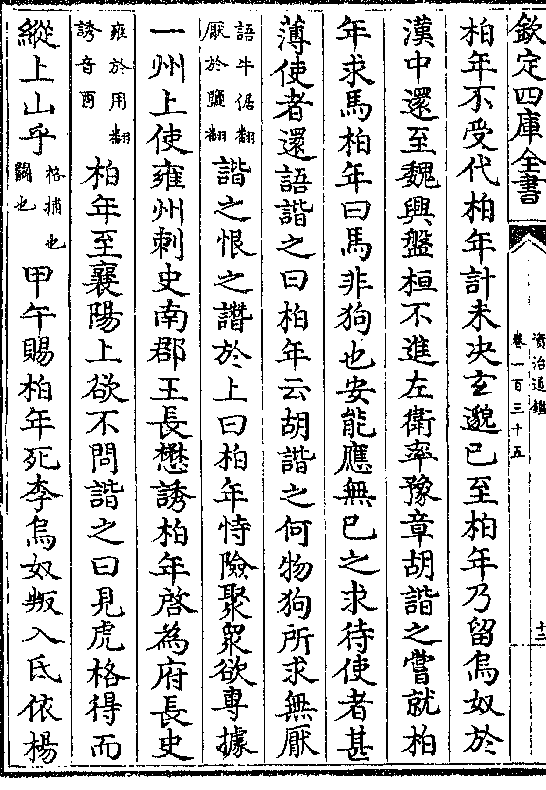 欽定四庫全書
資治通鑑
卷一百三十五
十二
柏年不受代柏年計未决玄邈已至柏年乃留烏奴於
漢中還至魏興盤桓不進左衛率豫章胡諧之嘗就柏
年求馬柏年曰馬非狗也安能應無已之求待使者甚
薄使者還語諧之曰柏年云胡諧之何物狗所求無厭
語牛倨翻
厭於鹽翻
諧之恨之譖於上曰柏年恃險聚衆欲専據
一州上使雍州刺史南郡王長懋誘柏年啓為府長史
雍於用翻
誘音酉
柏年至襄陽上欲不問諧之曰見虎格得而
縱上山乎
格捕也
鬭也
甲午賜柏年死李烏奴叛入氐依楊